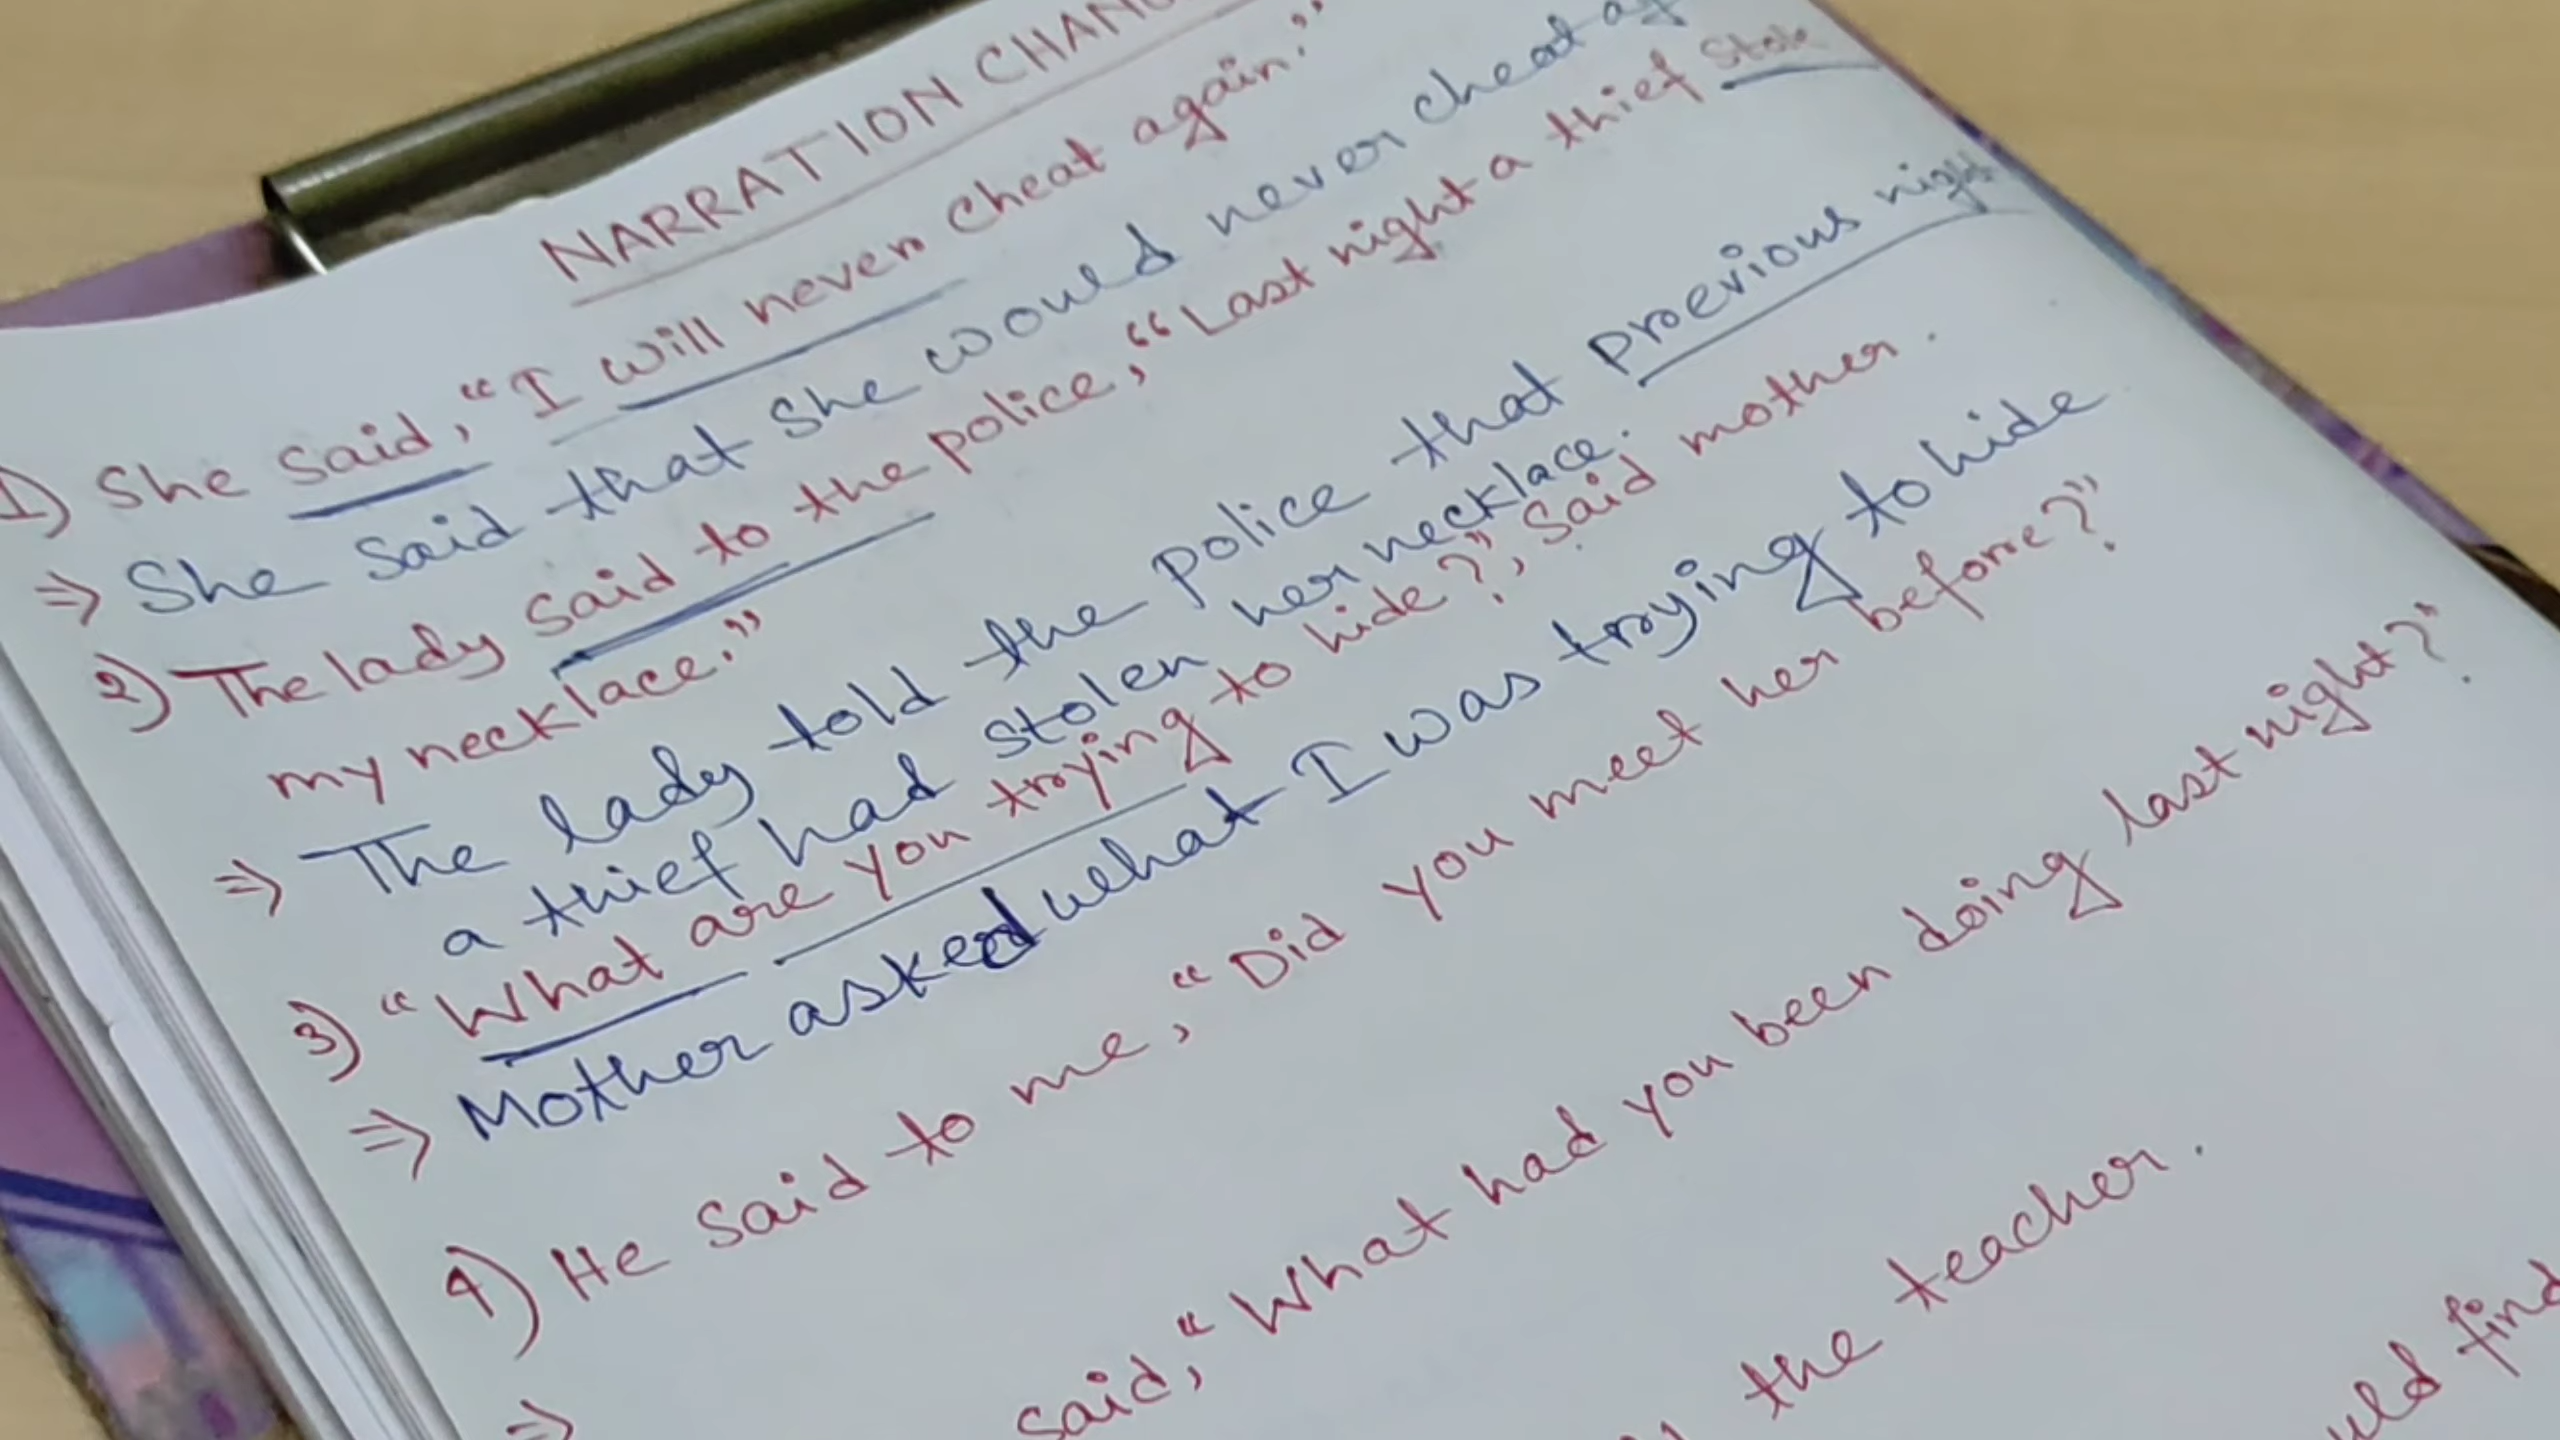 NARRATION
1) She said, "I will never cheat again."
⇒ She said that she would never cheat
2) The lady said to the police, "Last night a thief stole
my necklace."
⇒ The lady told the police that previous night
a thief had stolen her necklace.
3) "What are you trying to hide?", said mother.
⇒ Mother asked what I was trying to hide
4) He said to me, "Did you meet her before?"
⇒
said, "What had you been doing last night?"
the teacher.
find